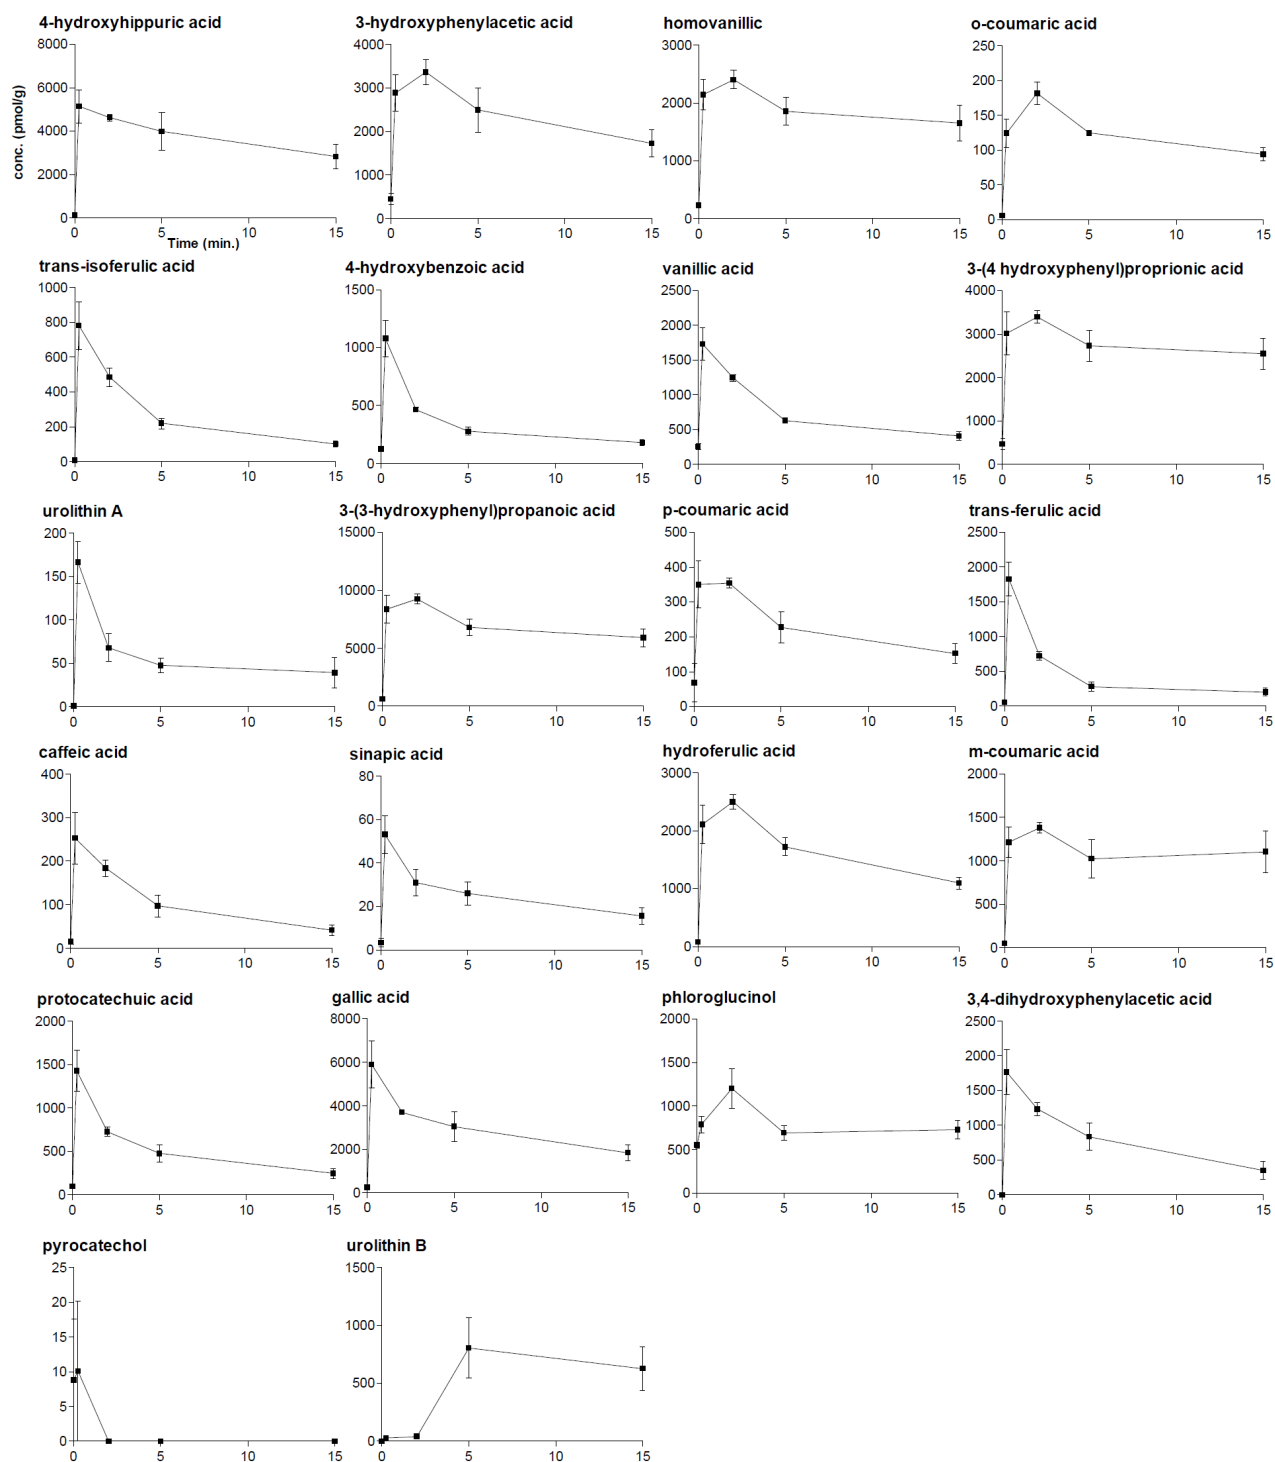 4-hydroxyhippuric acid
8000
6000
4000
2000
0
conc. (pmol/g)
0 5 10 15
Time (min.)
3-hydroxyphenylacetic acid
4000
3000
2000
1000
0
0 5 10 15
homovanillic
3000
2000
1000
0
0 5 10 15
o-coumaric acid
250
200
150
100
50
0
0 5 10 15
trans-isoferulic acid
1000
800
600
400
200
0
0 5 10 15
4-hydroxybenzoic acid
1500
1000
500
0
0 5 10 15
vanillic acid
2500
2000
1500
1000
500
0
0 5 10 15
3-(4 hydroxyphenyl)proprionic acid
4000
3000
2000
1000
0
0 5 10 15
urolithin A
200
150
100
50
0
0 5 10 15
3-(3-hydroxyphenyl)propanoic acid
15000
10000
5000
0
0 5 10 15
p-coumaric acid
500
400
300
200
100
0
0 5 10 15
trans-ferulic acid
2500
2000
1500
1000
500
0
0 5 10 15
caffeic acid
400
300
200
100
0
0 5 10 15
sinapic acid
80
60
40
20
0
0 5 10 15
hydroferulic acid
3000
2000
1000
0
0 5 10 15
m-coumaric acid
2000
1500
1000
500
0
0 5 10 15
protocatechuic acid
2000
1500
1000
500
0
0 5 10 15
gallic acid
8000
6000
4000
2000
0
0 5 10 15
phloroglucinol
2000
1500
1000
500
0
0 5 10 15
3,4-dihydroxyphenylacetic acid
2500
2000
1500
1000
500
0
0 5 10 15
pyrocatechol
25
20
15
10
5
0
0 5 10 15
urolithin B
1500
1000
500
0
0 5 10 15